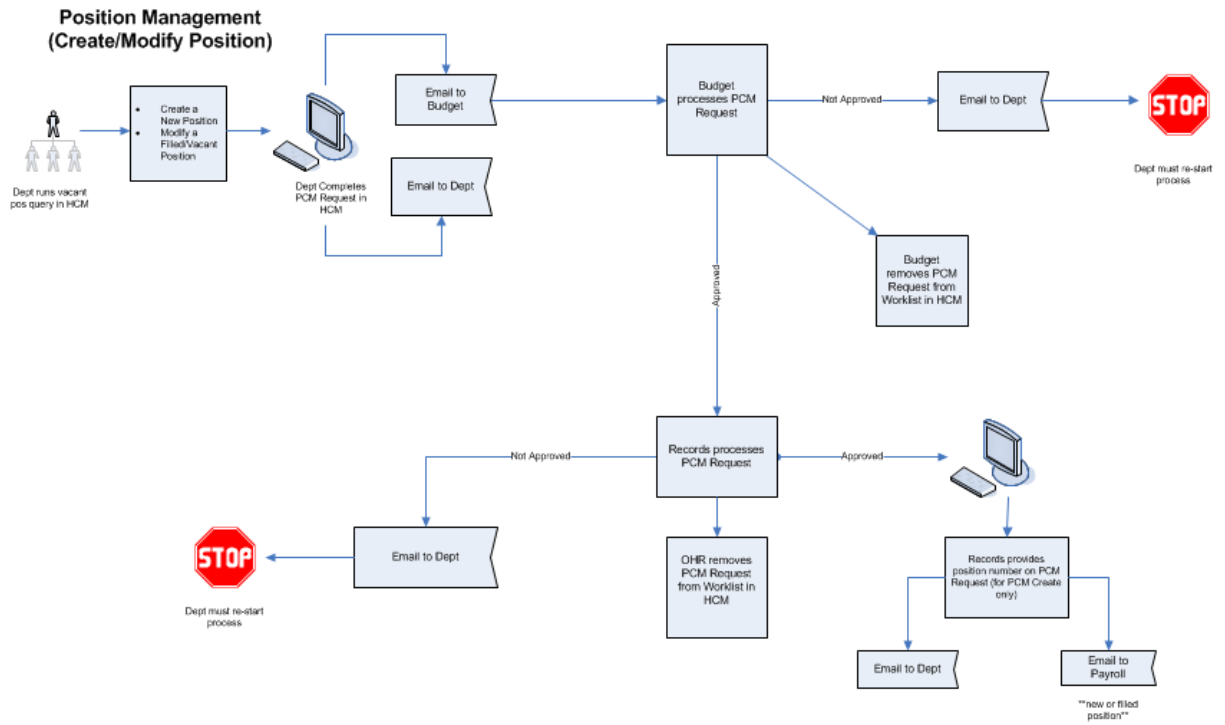 Position Management
(Create/Modify Position)
Dept runs vacant
pos query in HCM
• Create a
New Position
• Modify a
Filled/Vacant
Position
Dept Completes
PCM Request in
HCM
Email to
Budget
Email to Dept
Budget
processes PCM
Request
Not Approved
Email to Dept
STOP
Dept must re-start
process
Budget
removes PCM
Request from
Worklist in HCM
Approved
Records processes
PCM Request
Not Approved
Email to Dept
STOP
Dept must re-start
process
OHR removes
PCM Request
from Worklist in
HCM
Approved
Records provides
position number on PCM
Request (for PCM Create
only)
Email to Dept
Email to
Payroll
**new or filled
position**